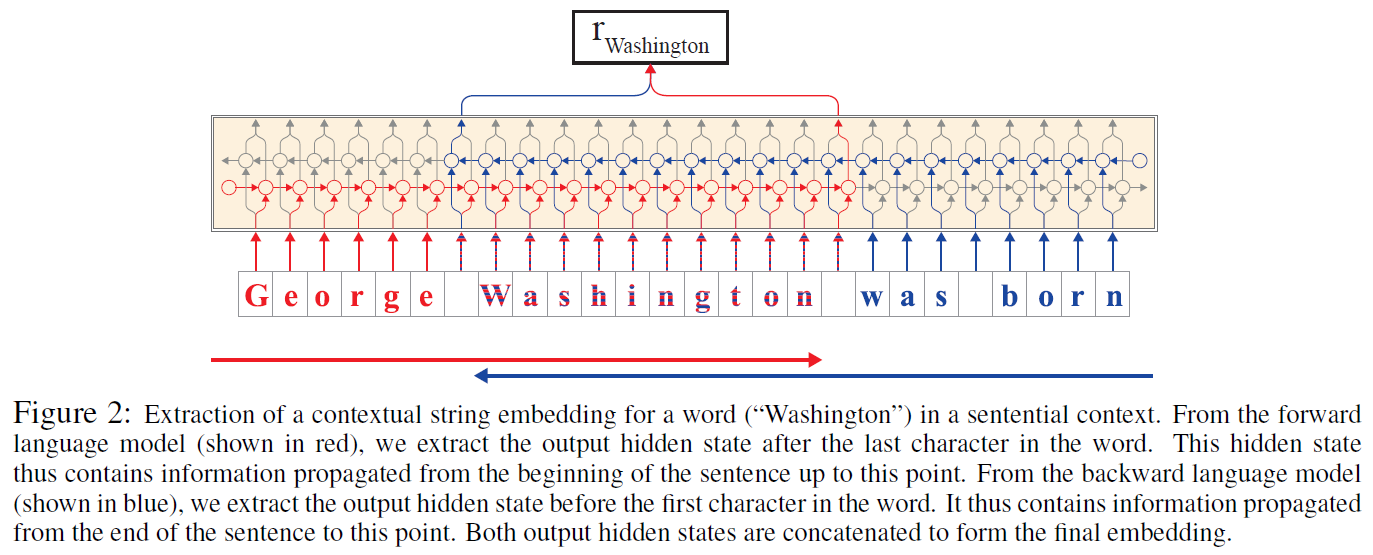 r Washington
George Washington was born
Figure 2: Extraction of a contextual string embedding for a word (“Washington”) in a sentential context. From the forward
language model (shown in red), we extract the output hidden state after the last character in the word. This hidden state
thus contains information propagated from the beginning of the sentence up to this point. From the backward language model
(shown in blue), we extract the output hidden state before the first character in the word. It thus contains information propagated
from the end of the sentence to this point. Both output hidden states are concatenated to form the final embedding.